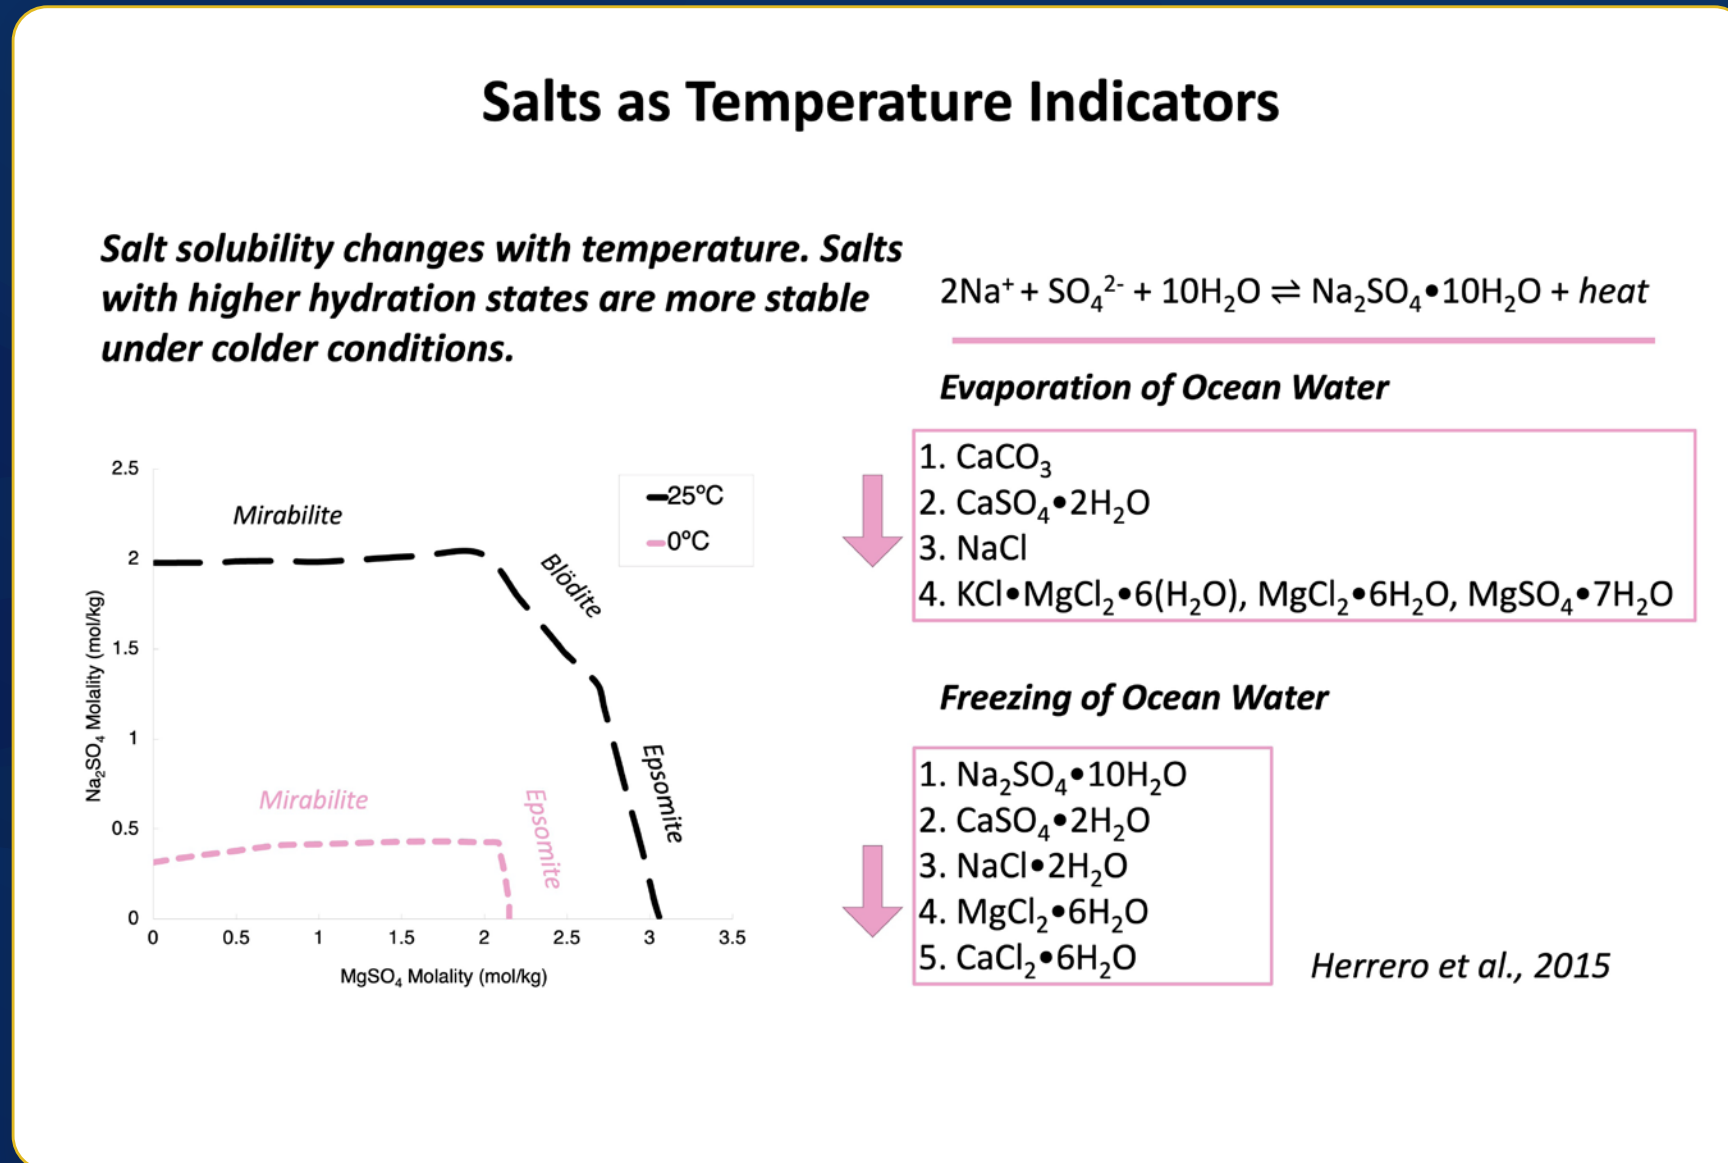 Salts as Temperature Indicators
Salt solubility changes with temperature. Salts
with higher hydration states are more stable
under colder conditions.
2Na⁺ + SO₄²⁻ + 10H₂O ⇌ Na₂SO₄•10H₂O + heat
Evaporation of Ocean Water
1. CaCO₃
2. CaSO₄•2H₂O
3. NaCl
4. KCl•MgCl₂•6(H₂O), MgCl₂•6H₂O, MgSO₄•7H₂O
Freezing of Ocean Water
1. Na₂SO₄•10H₂O
2. CaSO₄•2H₂O
3. NaCl•2H₂O
4. MgCl₂•6H₂O
5. CaCl₂•6H₂O
Herrero et al., 2015
25ºC
0ºC
Mirabilite
Blödite
Epsomite
Mirabilite
Epsomite
Na₂SO₄ Molality (mol/kg)
2.5
2
1.5
1
0.5
0
0 0.5 1 1.5 2 2.5 3 3.5
MgSO₄ Molality (mol/kg)